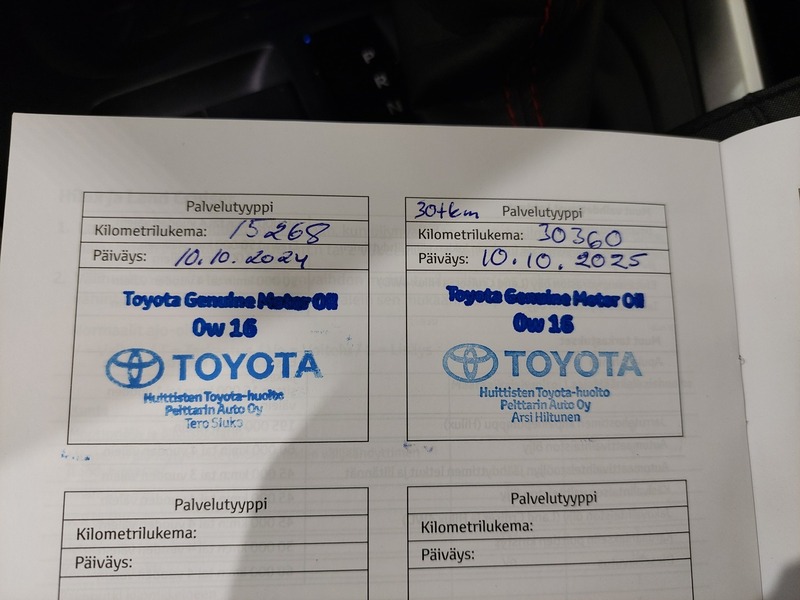 P
R
N
Palvelutyyppi
Kilometrilukema: 15268
Päiväys: 10.10.2024
Toyota Genuine Motor Oil
0w 16
TOYOTA
Huittisten Toyota-huolto
Pelttarin Auto Oy
Tero Siuko
30tkm Palvelutyyppi
Kilometrilukema: 30360
Päiväys: 10.10.2025
Toyota Genuine Motor Oil
0w 16
TOYOTA
Huittisten Toyota-huolto
Pelttarin Auto Oy
Arsi Hiltunen
Palvelutyyppi
Kilometrilukema:
Päiväys:
Palvelutyyppi
Kilometrilukema:
Päiväys: